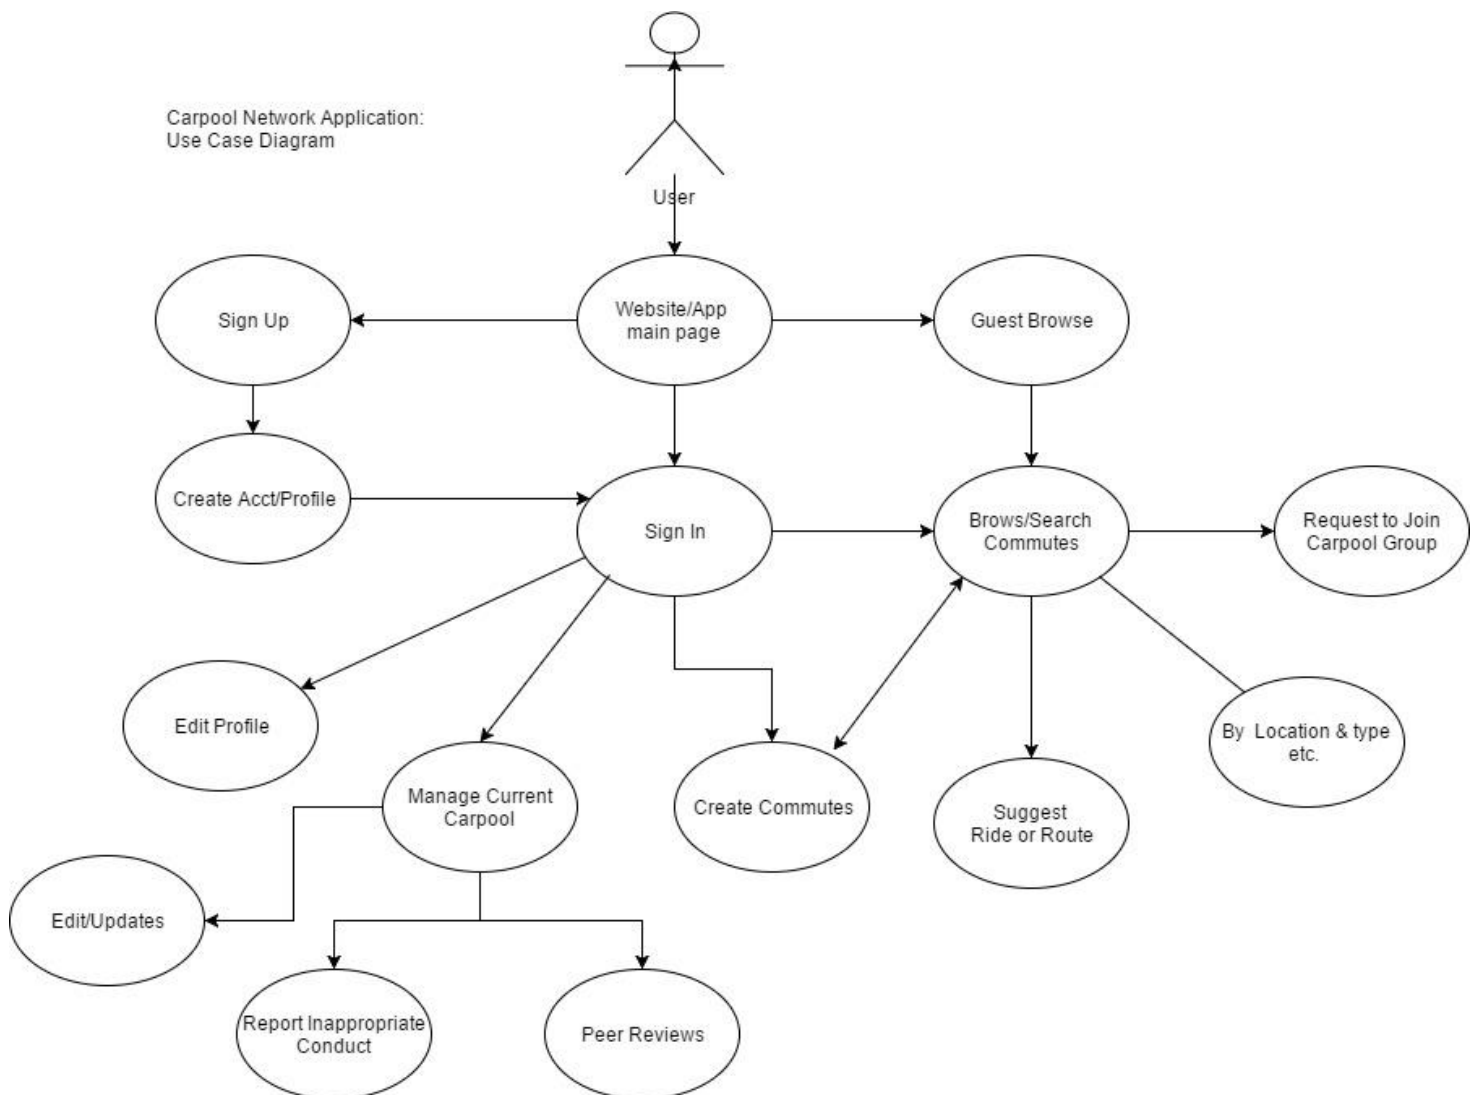 Carpool Network Application:
Use Case Diagram
User
Sign Up
Website/App
main page
Guest Browse
Create Acct/Profile
Sign In
Brows/Search
Commutes
Request to Join
Carpool Group
Edit Profile
Manage Current
Carpool
Create Commutes
Suggest
Ride or Route
By Location & type
etc.
Edit/Updates
Report Inappropriate
Conduct
Peer Reviews